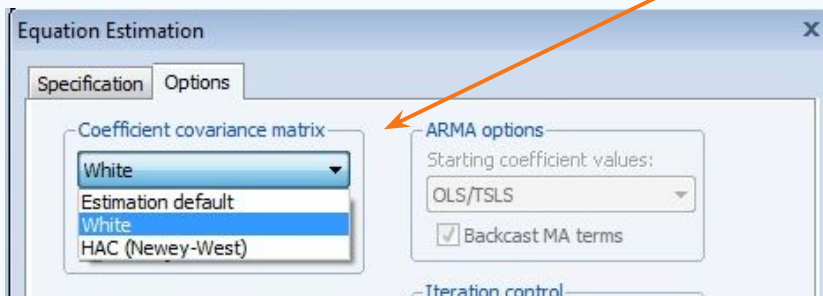 Equation Estimation
x
Specification
Options
Coefficient covariance matrix
White
Estimation default
White
HAC (Newey-West)
ARMA options
Starting coefficient values:
OLS/TSLS
Backcast MA terms
Iteration control